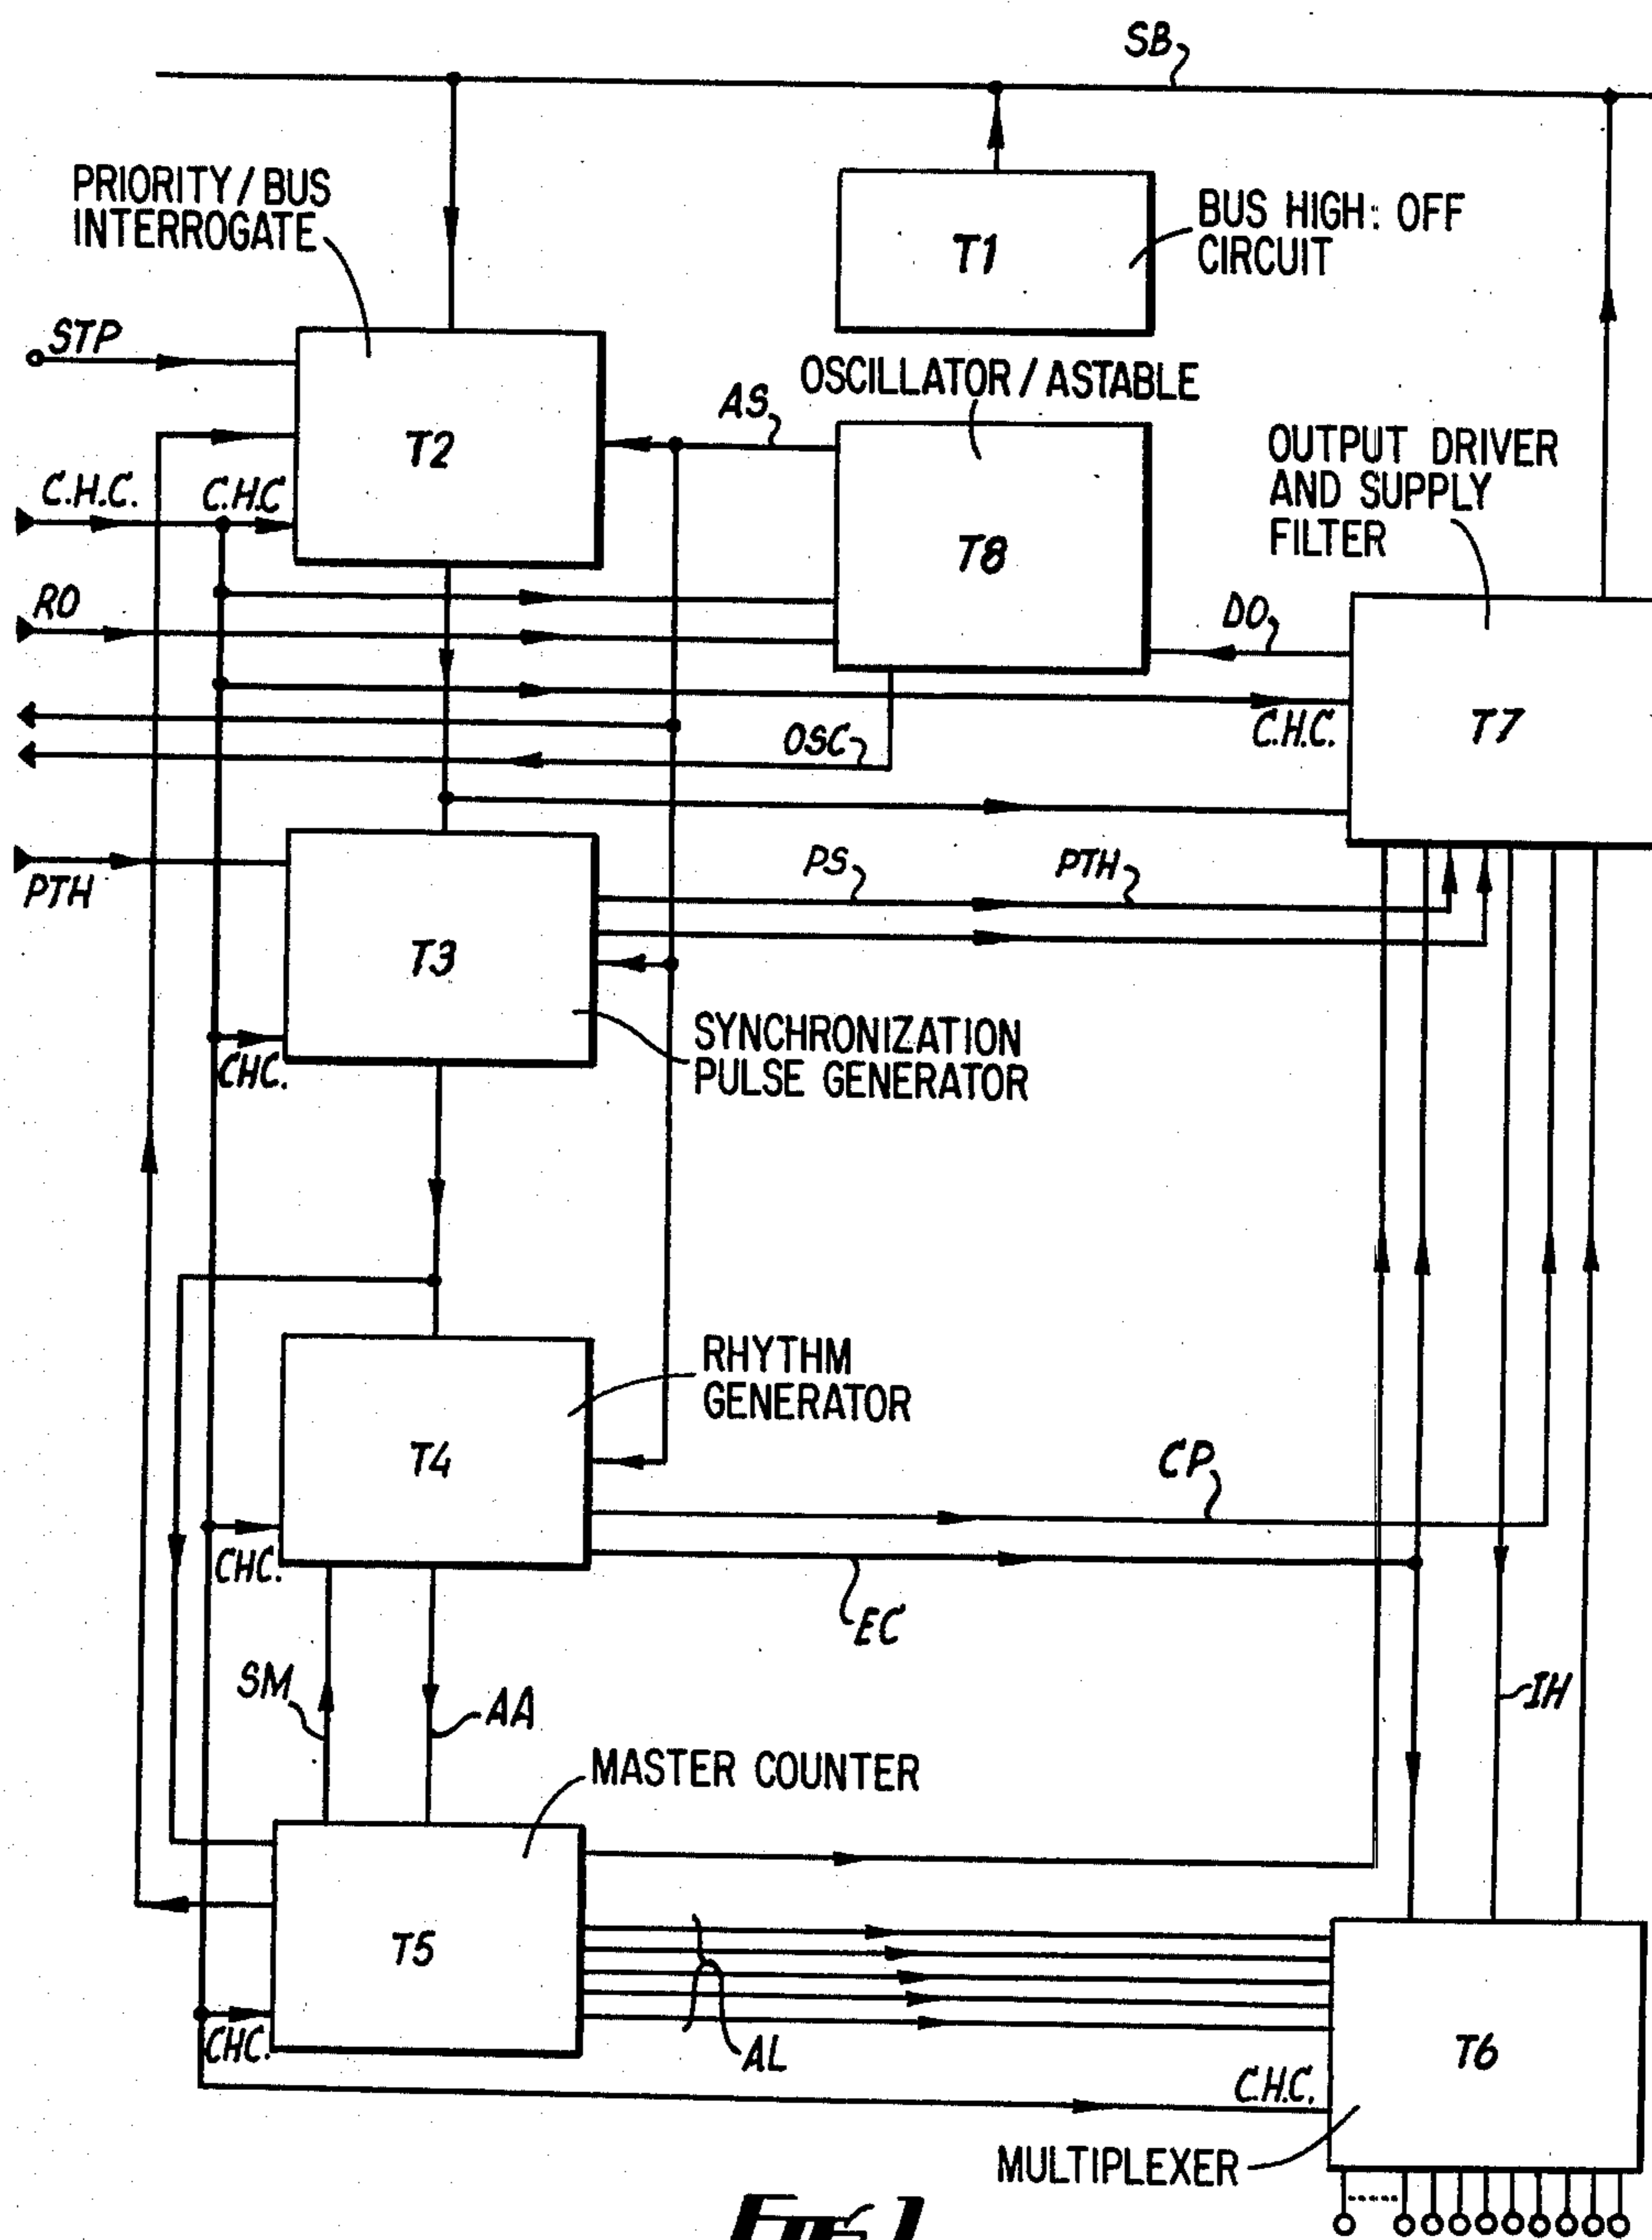 SB
PRIORITY/BUS
INTERROGATE
T1
BUS HIGH: OFF
CIRCUIT
STP
T2
AS
OSCILLATOR/ASTABLE
T8
OUTPUT DRIVER
AND SUPPLY
FILTER
C.H.C.
C.H.C
RO
DO
C.H.C.
T7
OSC
PTH
T3
PS
PTH
SYNCHRONIZATION
PULSE GENERATOR
CHC.
RHYTHM
GENERATOR
T4
CP
CHC.
EC
SM
AA
IH
MASTER COUNTER
T5
CHC.
AL
T6
C.H.C.
MULTIPLEXER
Fig. 1